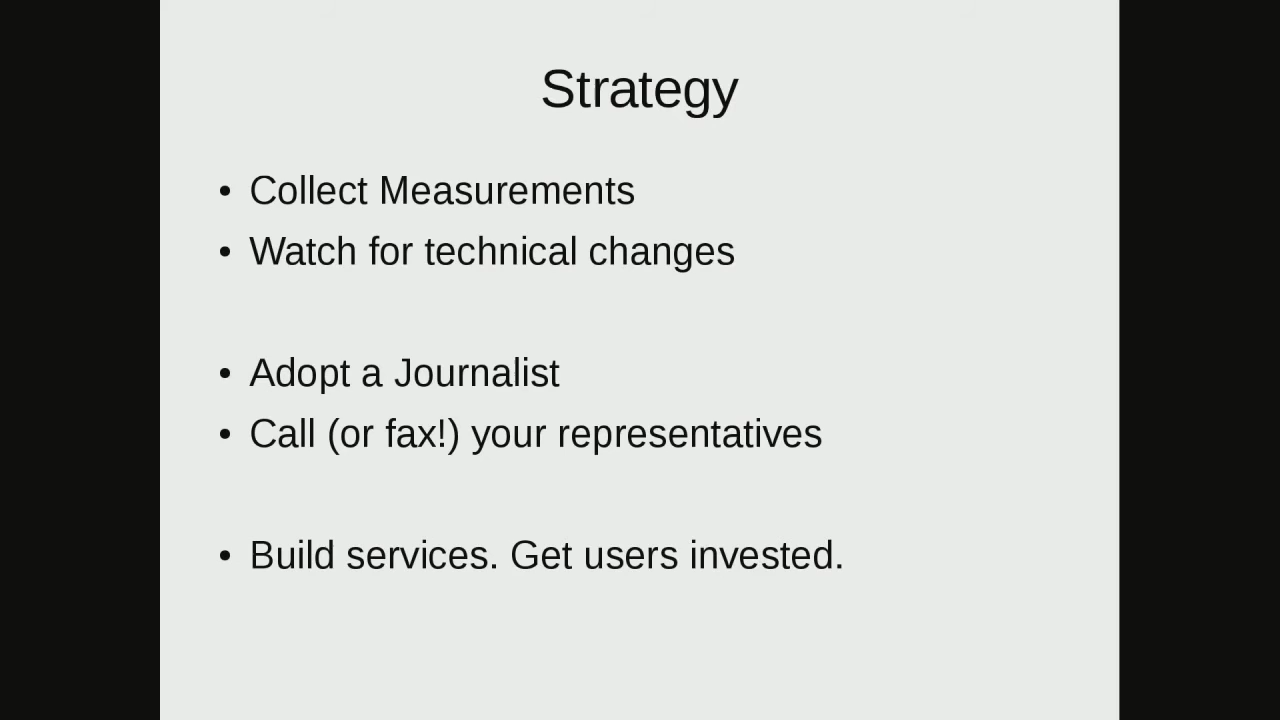 Strategy
• Collect Measurements
• Watch for technical changes
• Adopt a Journalist
• Call (or fax!) your representatives
• Build services. Get users invested.